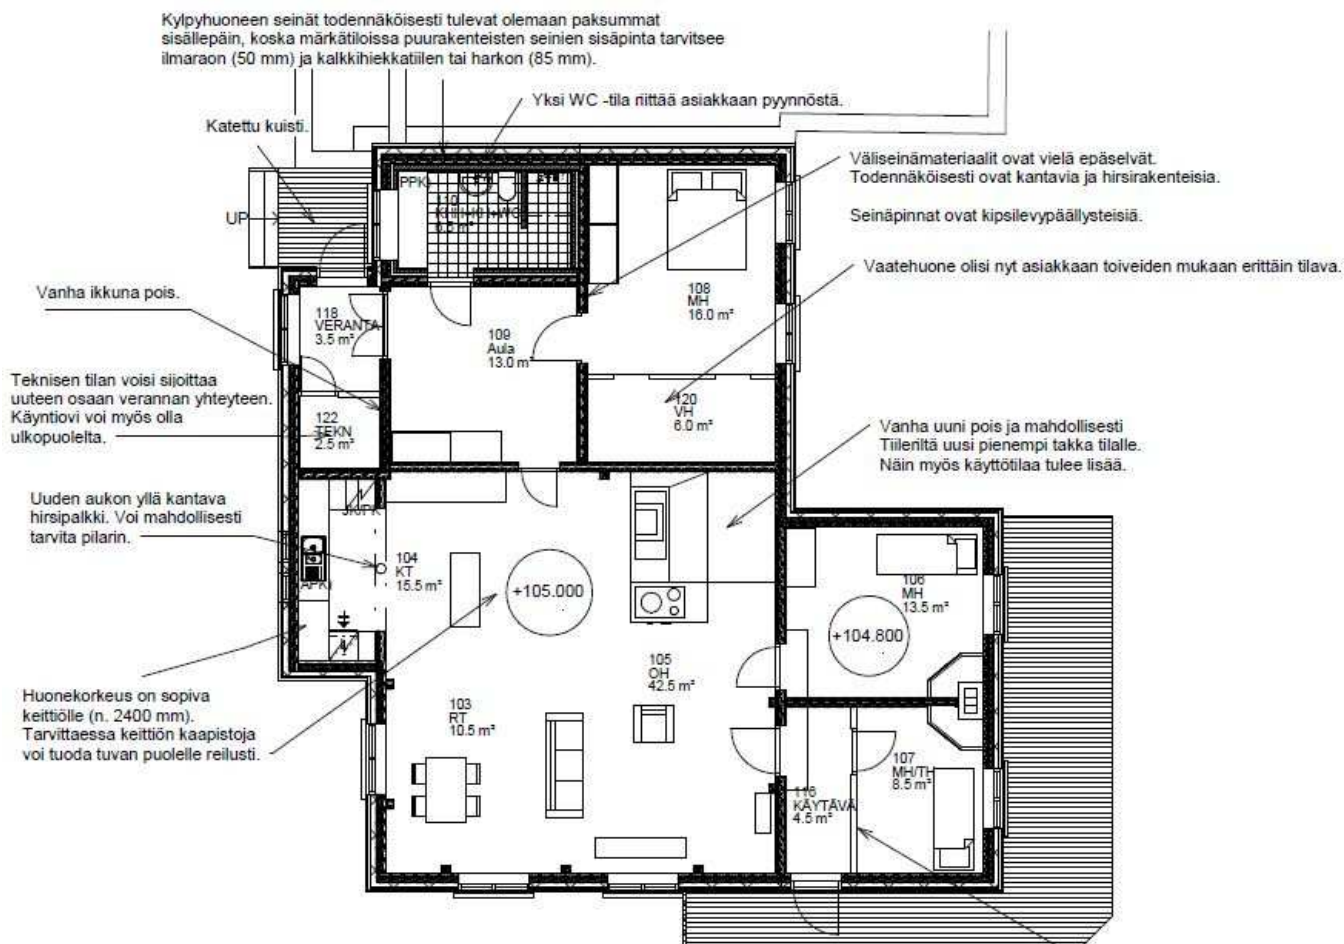 Kylpyhuoneen seinät todennäköisesti tulevat olemaan paksummat
sisällepäin, koska märkätiloissa puurakenteisten seinien sisäpinta tarvitsee
ilmaraon (50 mm) ja kalkkihiekkatiilen tai harkon (85 mm).
Yksi WC -tila riittää asiakkaan pyynnöstä.
Katettu kuisti.
Väliseinämateriaalit ovat vielä epäselvät.
Todennäköisesti ovat kantavia ja hirsirakenteisia.
Seinäpinnat ovat kipsilevypäällysteisiä.
UP
PPK
110
Vaatehuone olisi nyt asiakkaan toiveiden mukaan erittäin tilava.
Vanha ikkuna pois.
108
MH
16.0 m²
118
VERANTA
3.5 m²
109
Aula
13.0 m²
Teknisen tilan voisi sijoittaa
uuteen osaan verannan yhteyteen.
Käyntiovi voi myös olla
ulkopuolelta.
122
TEKN
2.5 m²
120
VH
6.0 m²
Vanha uuni pois ja mahdollisesti
Tiileriltä uusi pienempi takka tilalle.
Näin myös käyttötilaa tulee lisää.
Uuden aukon yllä kantava
hirsipalkki. Voi mahdollisesti
tarvita pilarin.
JK/PK
APK
104
KT
15.5 m²
+105.000
106
MH
13.5 m²
+104.800
Huonekorkeus on sopiva
keittiölle (n. 2400 mm).
Tarvittaessa keittiön kaapistoja
voi tuoda tuvan puolelle reilusti.
105
OH
42.5 m²
103
RT
10.5 m²
107
MH/TH
8.5 m²
116
KÄYTÄVÄ
4.5 m²